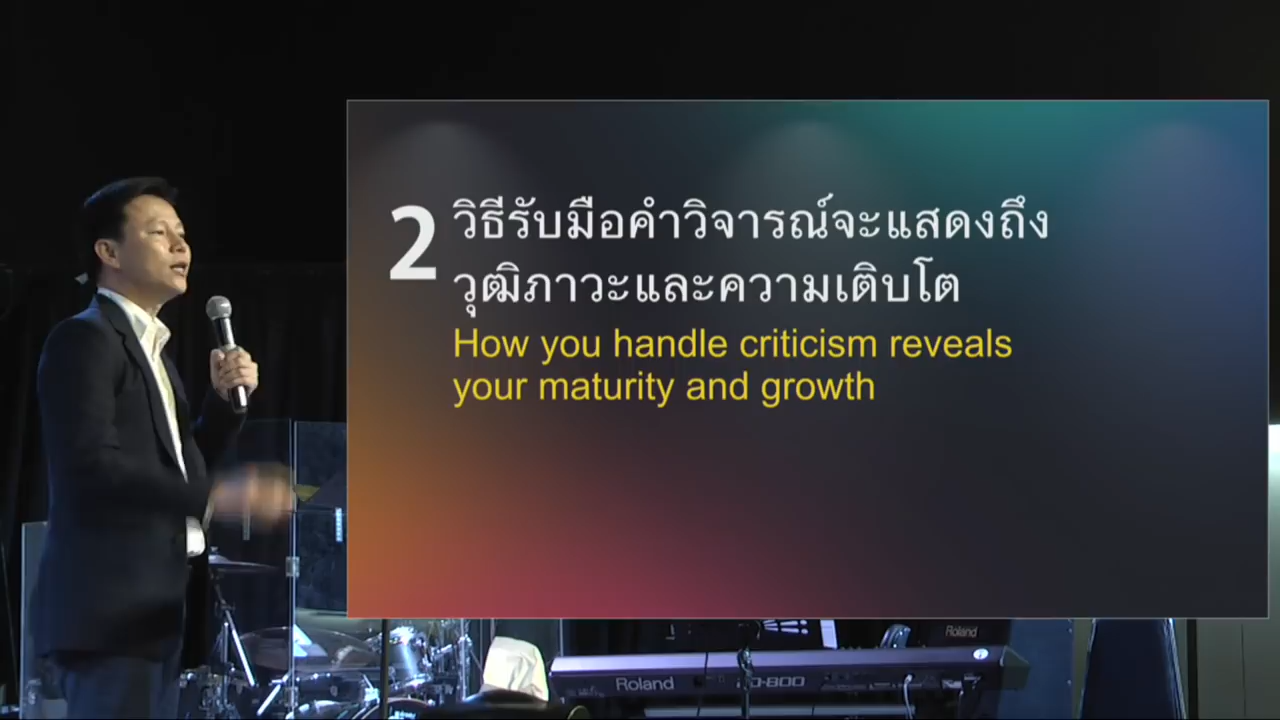 2
วิธีรับมือคำวิจารณ์จะแสดงถึง
วุฒิภาวะและความเติบโต
How you handle criticism reveals
your maturity and growth
Roland
Roland